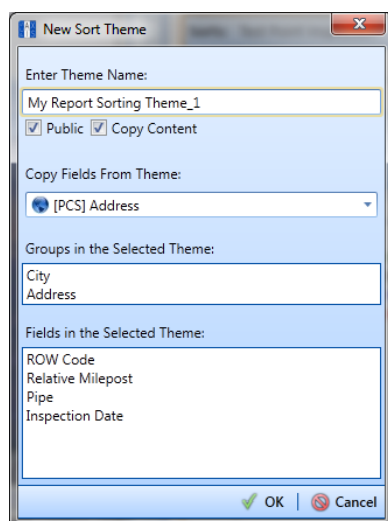 New Sort Theme
Enter Theme Name:
My Report Sorting Theme_1
Public Copy Content
Copy Fields From Theme:
[PCS] Address
Groups in the Selected Theme:
City
Address
Fields in the Selected Theme:
ROW Code
Relative Milepost
Pipe
Inspection Date
OK | Cancel